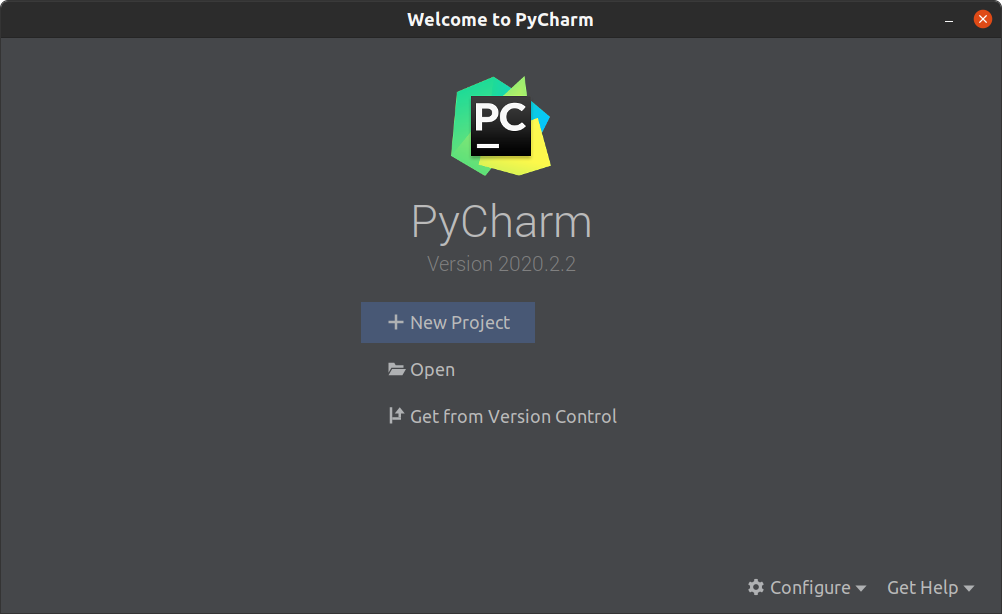 Welcome to PyCharm
PC
PyCharm
Version 2020.2.2
New Project
Open
Get from Version Control
Configure Get Help